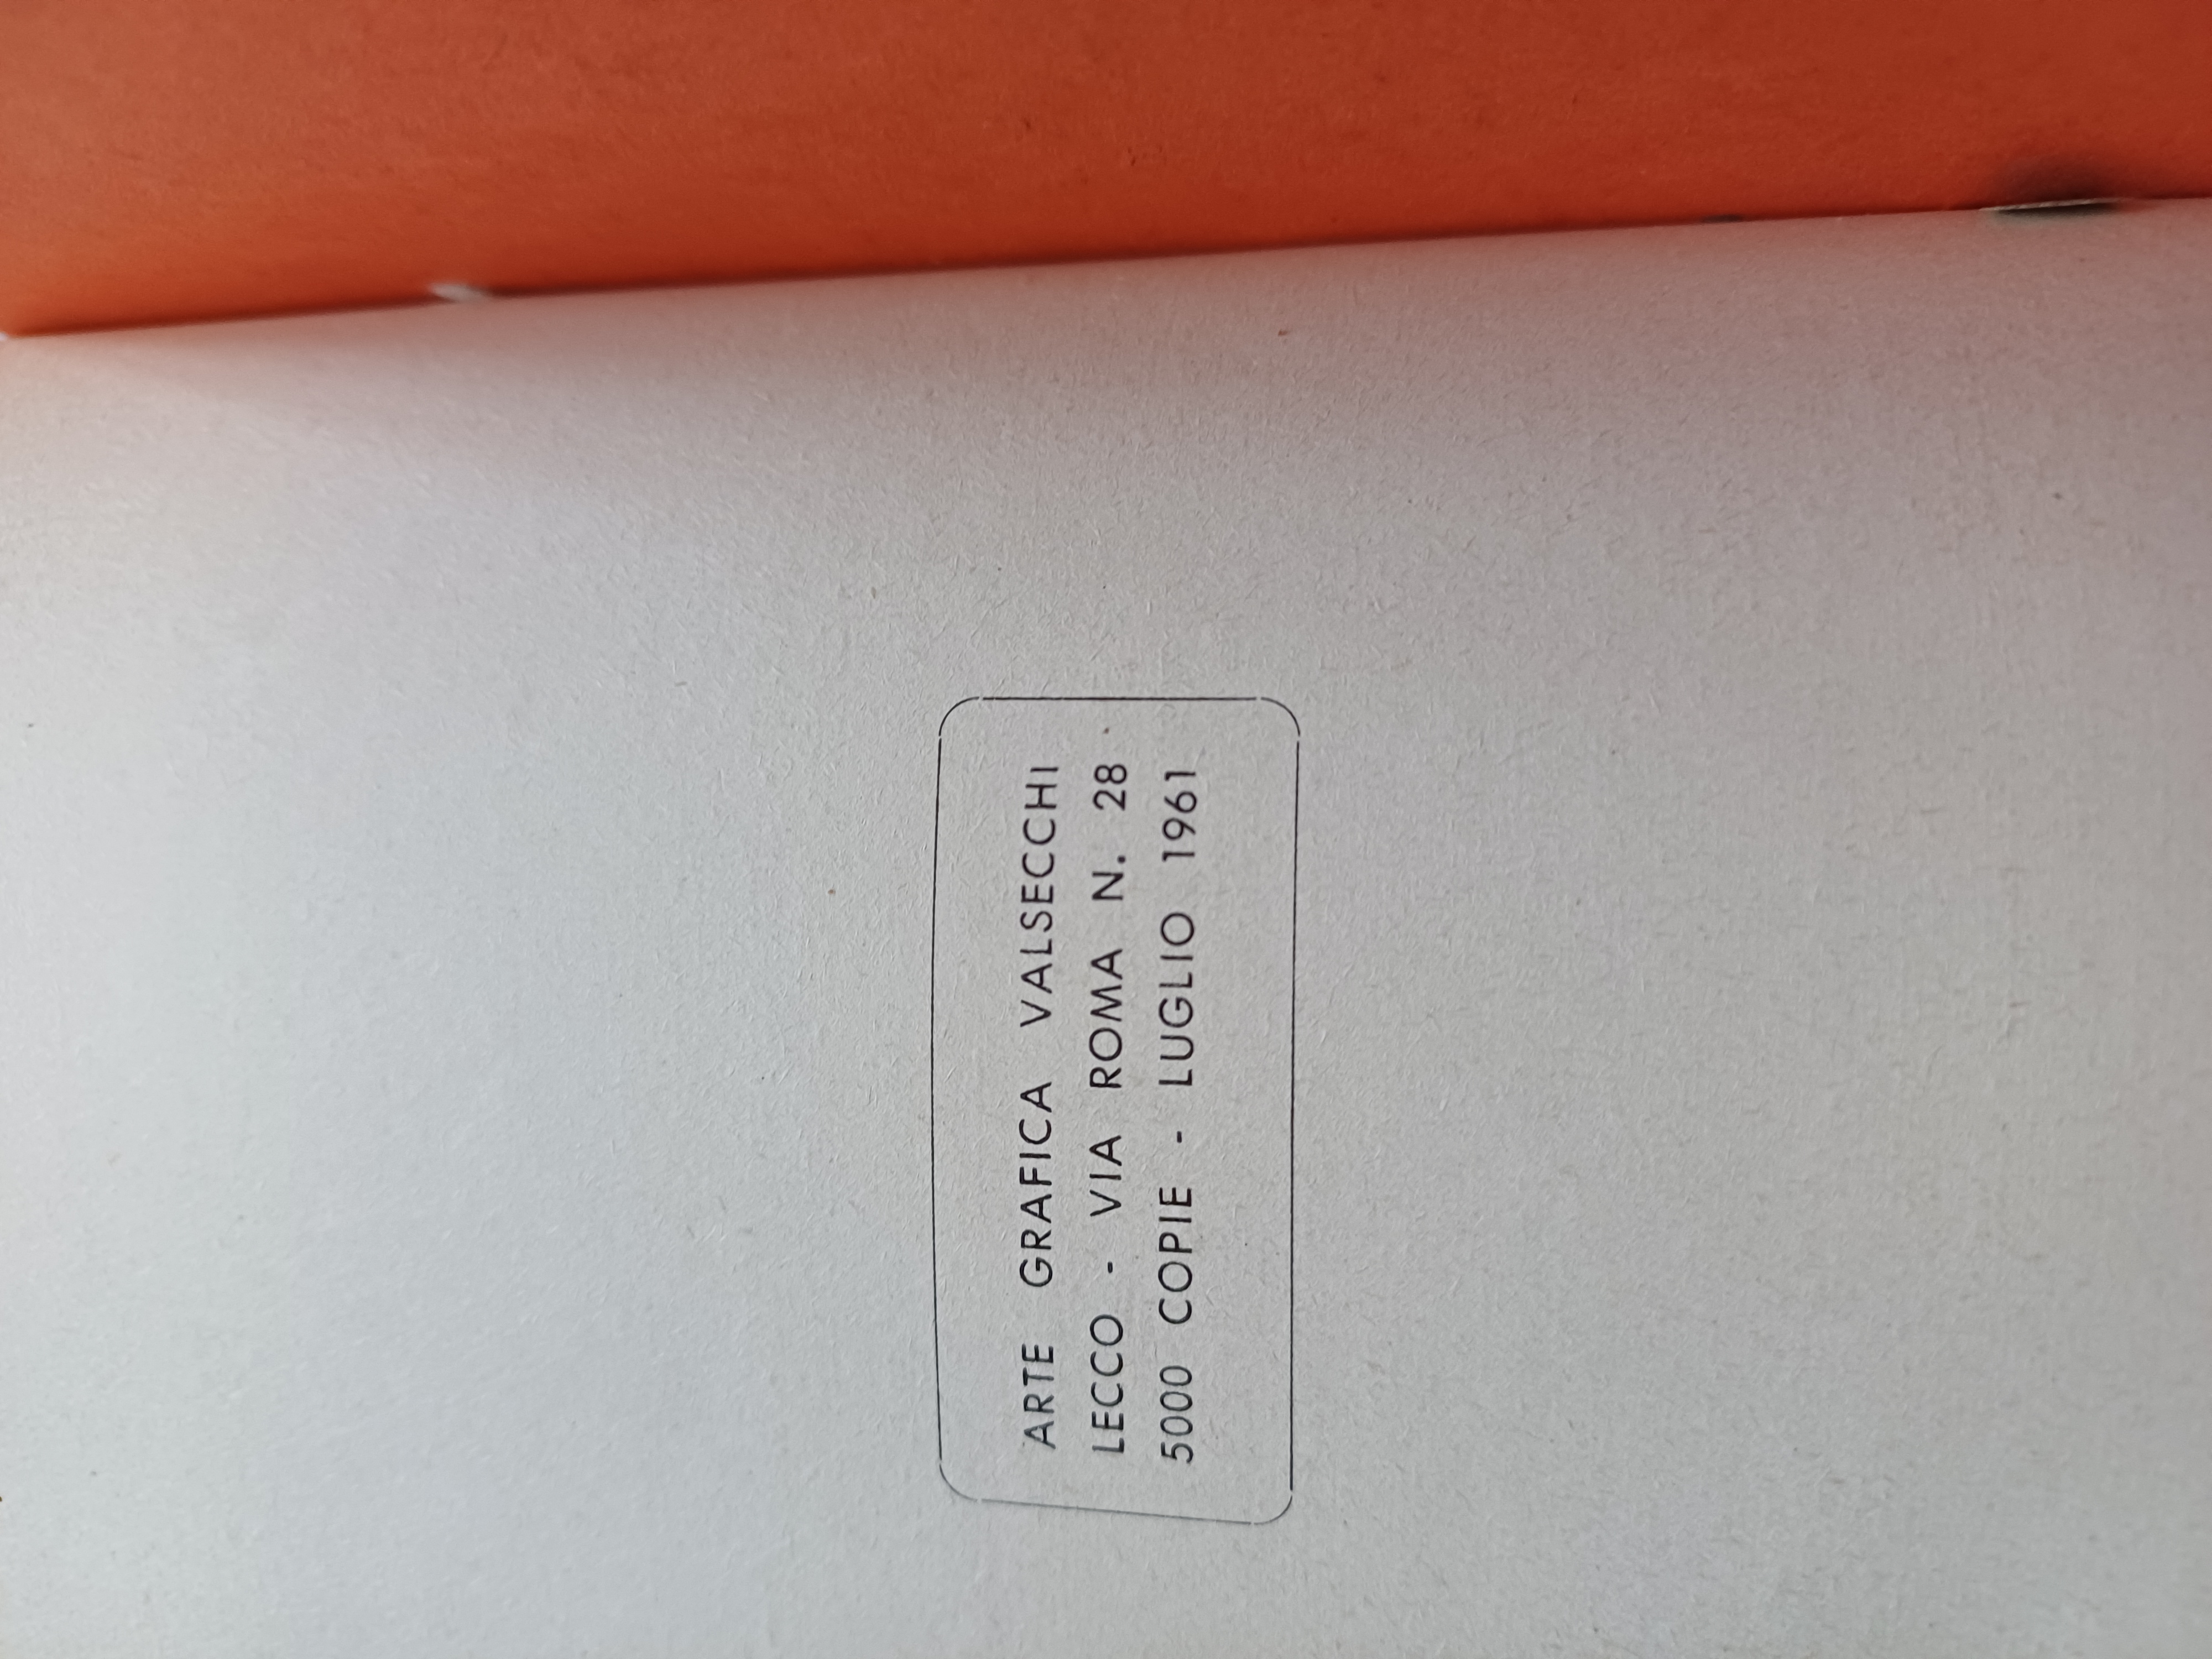 ARTE GRAFICA VALSECCHI
LECCO - VIA ROMA N. 28
5000 COPIE - LUGLIO 1961